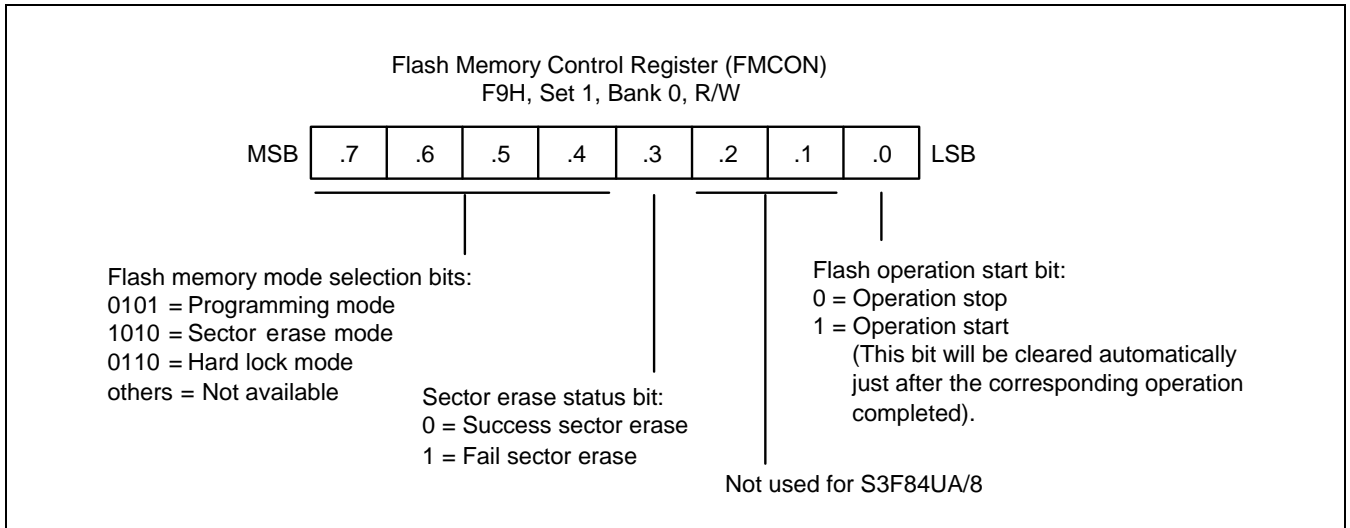 Flash Memory Control Register (FMCON)
F9H, Set 1, Bank 0, R/W
MSB .7 .6 .5 .4 .3 .2 .1 .0 LSB
Flash memory mode selection bits:
0101 = Programming mode
1010 = Sector erase mode
0110 = Hard lock mode
others = Not available
Sector erase status bit:
0 = Success sector erase
1 = Fail sector erase
Not used for S3F84UA/8
Flash operation start bit:
0 = Operation stop
1 = Operation start
(This bit will be cleared automatically
just after the corresponding operation
completed).